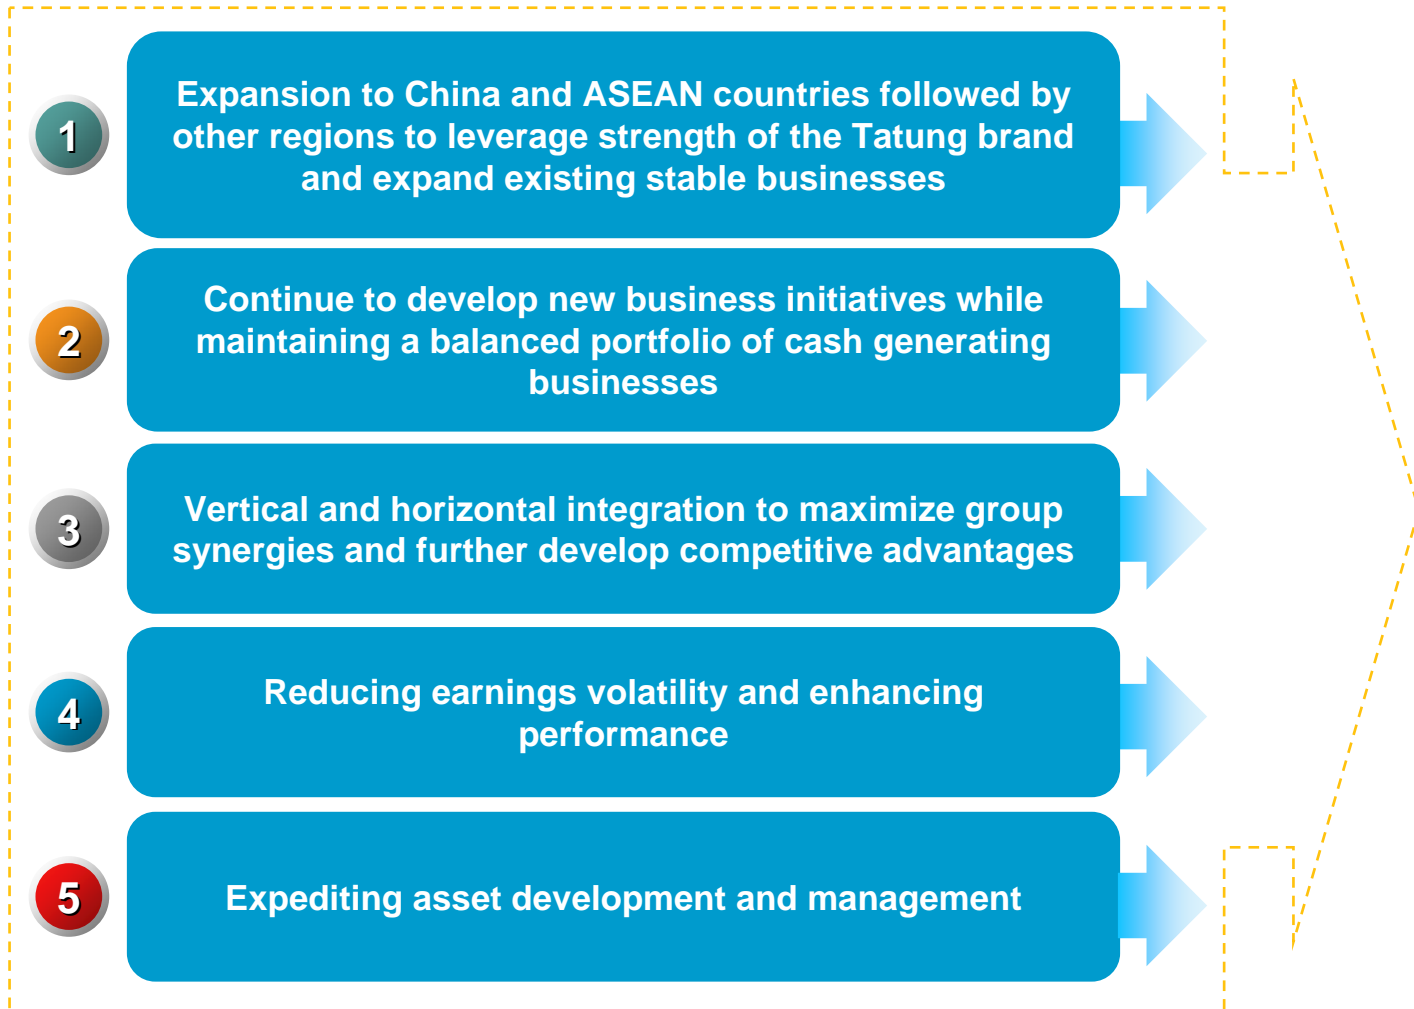 1
Expansion to China and ASEAN countries followed by
other regions to leverage strength of the Tatung brand
and expand existing stable businesses
2
Continue to develop new business initiatives while
maintaining a balanced portfolio of cash generating
businesses
3
Vertical and horizontal integration to maximize group
synergies and further develop competitive advantages
4
Reducing earnings volatility and enhancing
performance
5
Expediting asset development and management